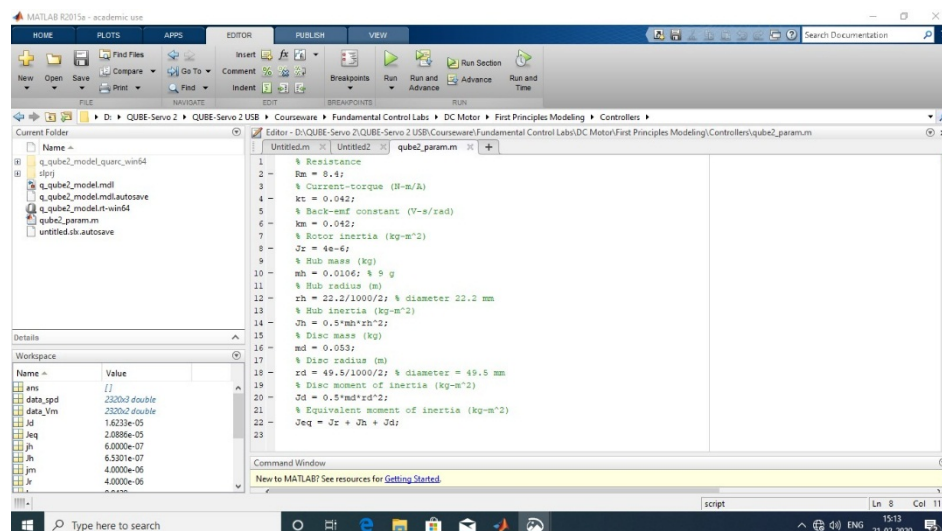 MATLAB R2015a - academic use
HOME PLOTS APPS EDITOR PUBLISH VIEW Search Documentation
New Open Save Find Files Compare Print Go To Find Insert Comment Indent fx Breakpoints Run Run and Advance Run Section Advance Run and Time
FILE NAVIGATE EDIT BREAKPOINTS RUN
D: QUBE-Servo 2 QUBE-Servo 2 USB Courseware Fundamental Control Labs DC Motor First Principles Modeling Controllers
Current Folder
Name
q_qube2_model_quarc_win64
slprj
q_qube2_model.mdl
q_qube2_model.mdl.autosave
q_qube2_model.rt-win64
qube2_param.m
untitled.slx.autosave
Details
Workspace
Name Value
ans []
data_spd 2320x3 double
data_Vm 2320x2 double
Jd 1.6233e-05
Jeq 2.0886e-05
jh 6.0000e-07
Jh 6.5301e-07
jm 4.0000e-06
Jr 4.0000e-06
Editor - D:\QUBE-Servo 2\QUBE-Servo 2 USB\Courseware\Fundamental Control Labs\DC Motor\First Principles Modeling\Controllers\qube2_param.m
Untitled.m Untitled2 qube2_param.m +
1 % Resistance
2 - Rm = 8.4;
3 % Current-torque (N-m/A)
4 - kt = 0.042;
5 % Back-emf constant (V-s/rad)
6 - km = 0.042;
7 % Rotor inertia (kg-m^2)
8 - Jr = 4e-6;
9 % Hub mass (kg)
10 - mh = 0.0106; % 9 g
11 % Hub radius (m)
12 - rh = 22.2/1000/2; % diameter 22.2 mm
13 % Hub inertia (kg-m^2)
14 - Jh = 0.5*mh*rh^2;
15 % Disc mass (kg)
16 - md = 0.053;
17 % Disc radius (m)
18 - rd = 49.5/1000/2; % diameter = 49.5 mm
19 % Disc moment of inertia (kg-m^2)
20 - Jd = 0.5*md*rd^2;
21 % Equivalent moment of inertia (kg-m^2)
22 - Jeq = Jr + Jh + Jd;
23
Command Window
New to MATLAB? See resources for Getting Started.
script Ln 8 Col 11
Type here to search
ENG 15:13
21-02-2020